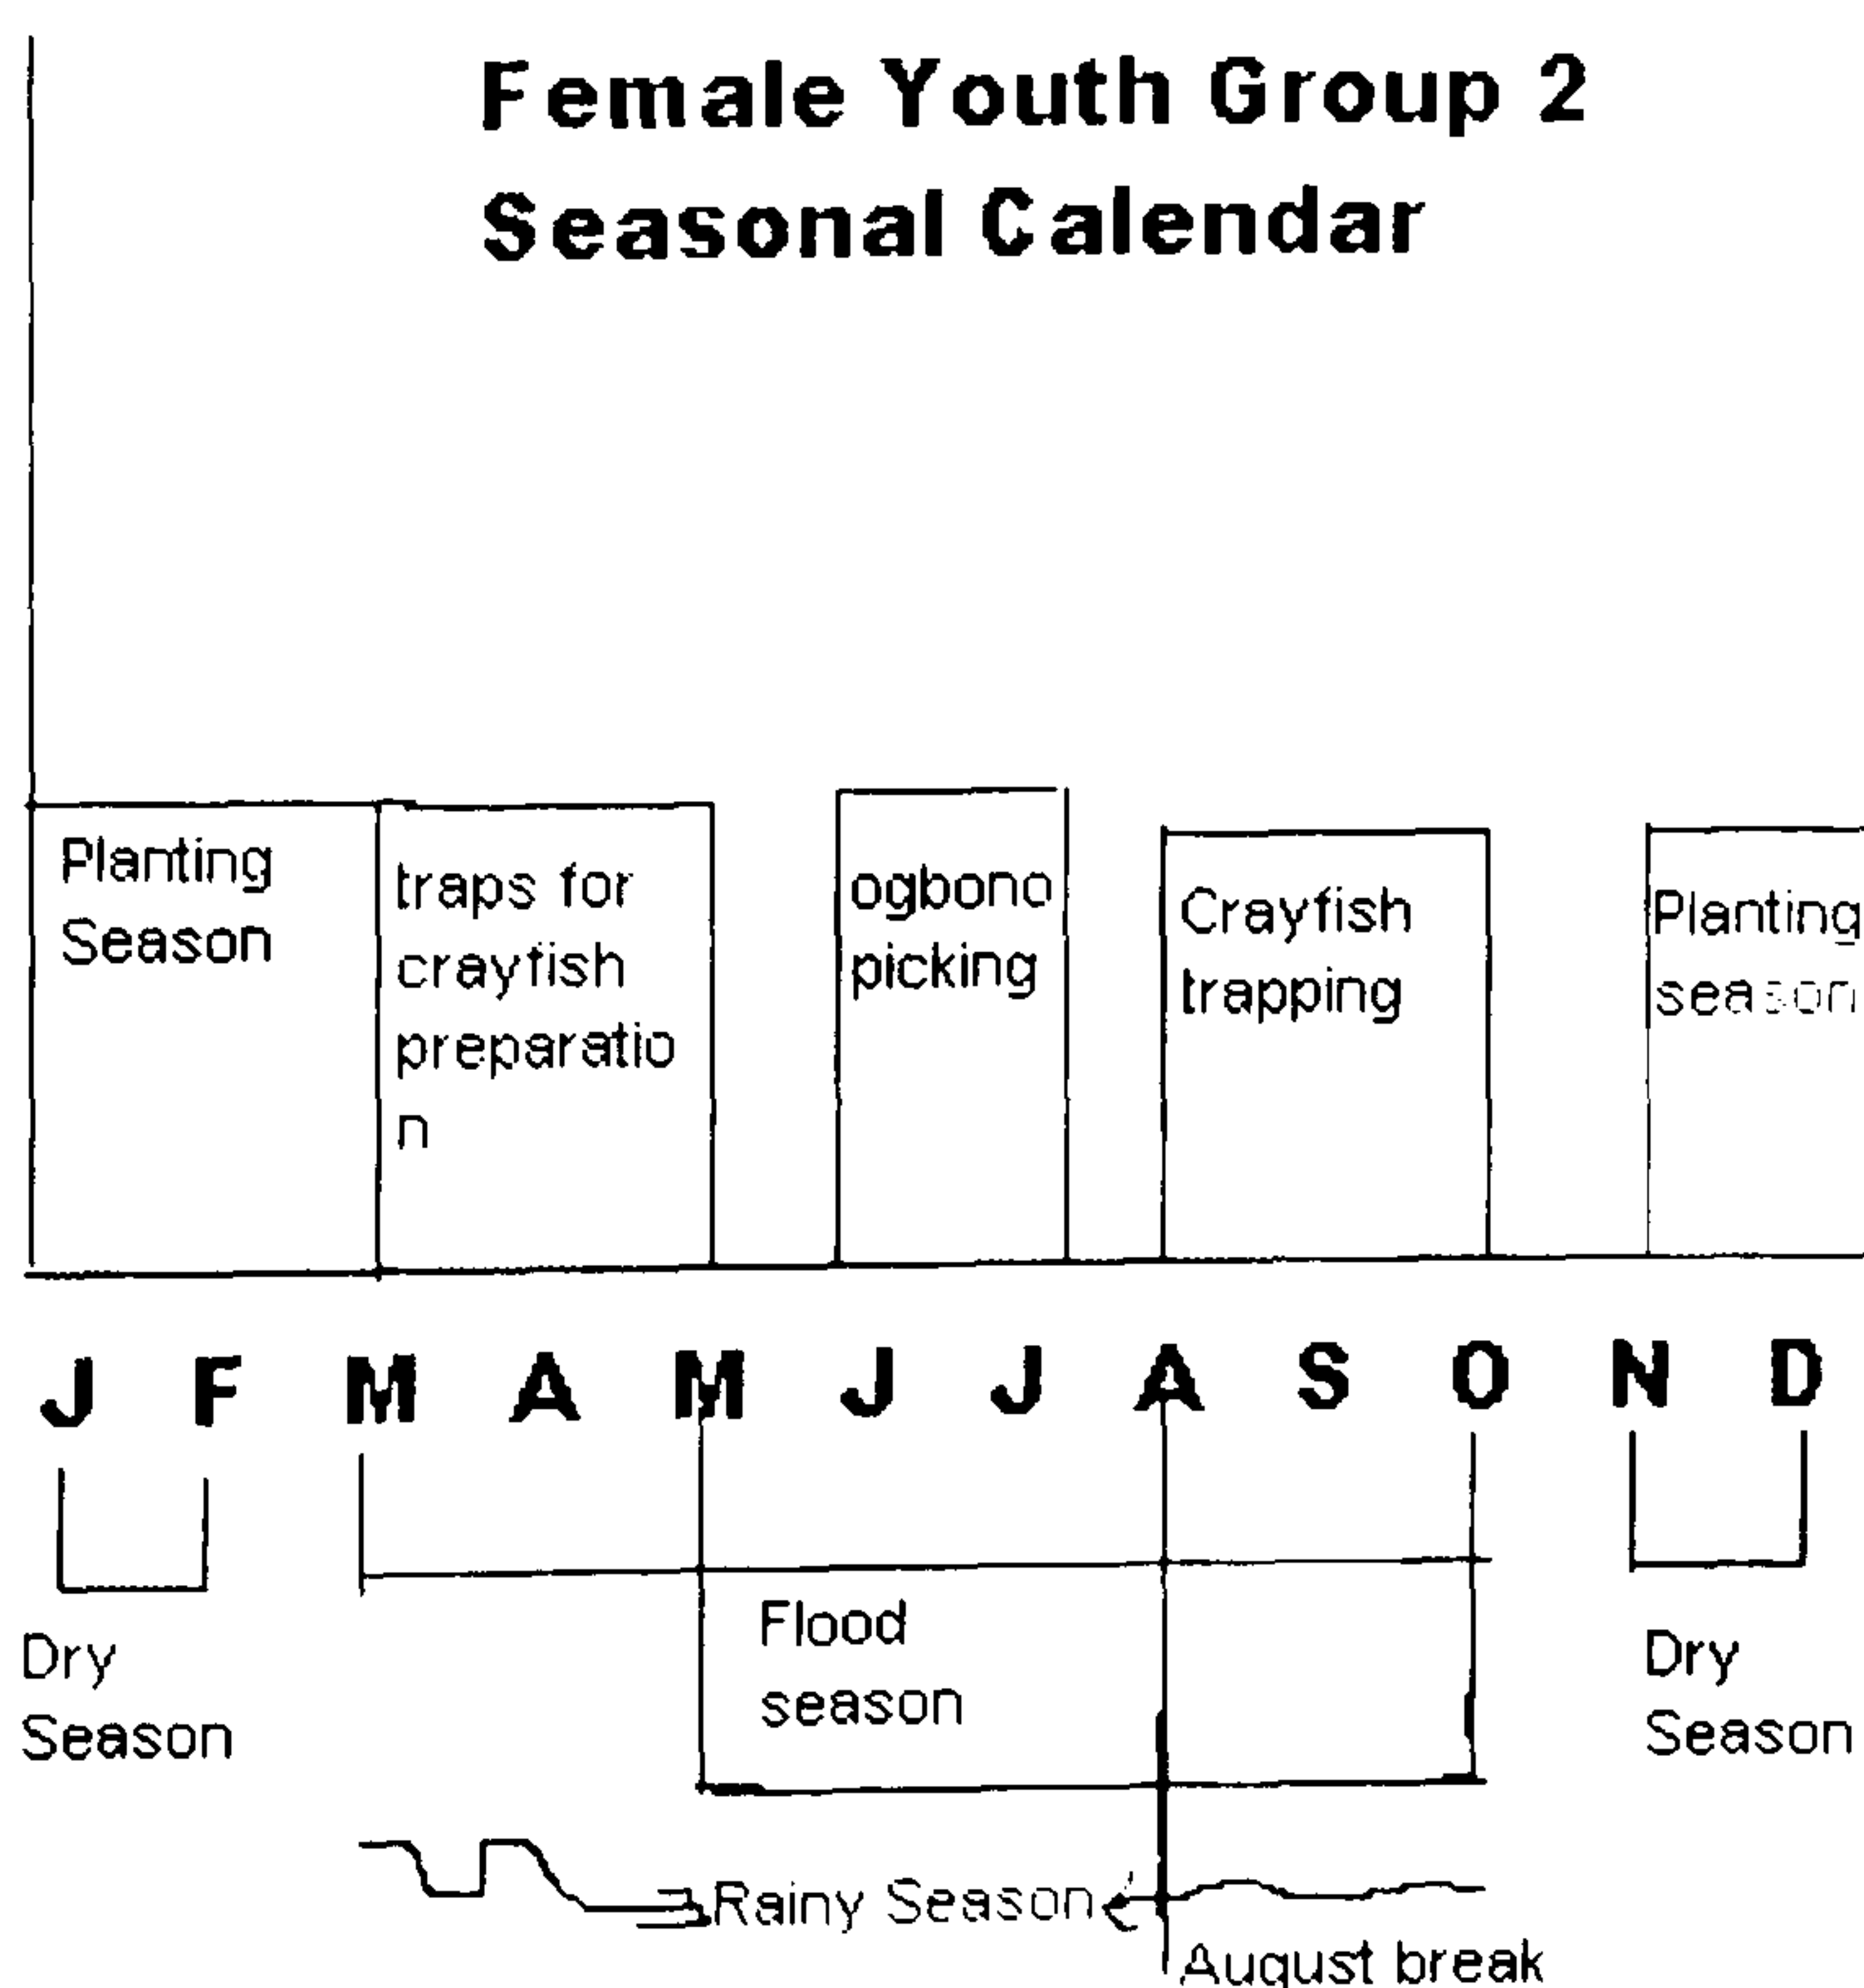 Female Youth Group 2
Seasonal Calendar
Planting
Season
traps for
crayfish
preparatio
n
ogbono
picking
Crayfish
trapping
Planting
season
J F M A M J J A S O N D
Dry
Season
Flood
season
Dry
Season
Rainy Season
August break